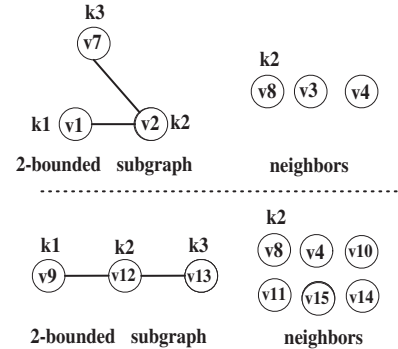 k3
v7
k2
v8 v3 v4
k1 v1 v2 k2
2-bounded subgraph neighbors
k2
k1 k2 k3
v8 v4 v10
v9 v12 v13
v11 v15 v14
2-bounded subgraph neighbors